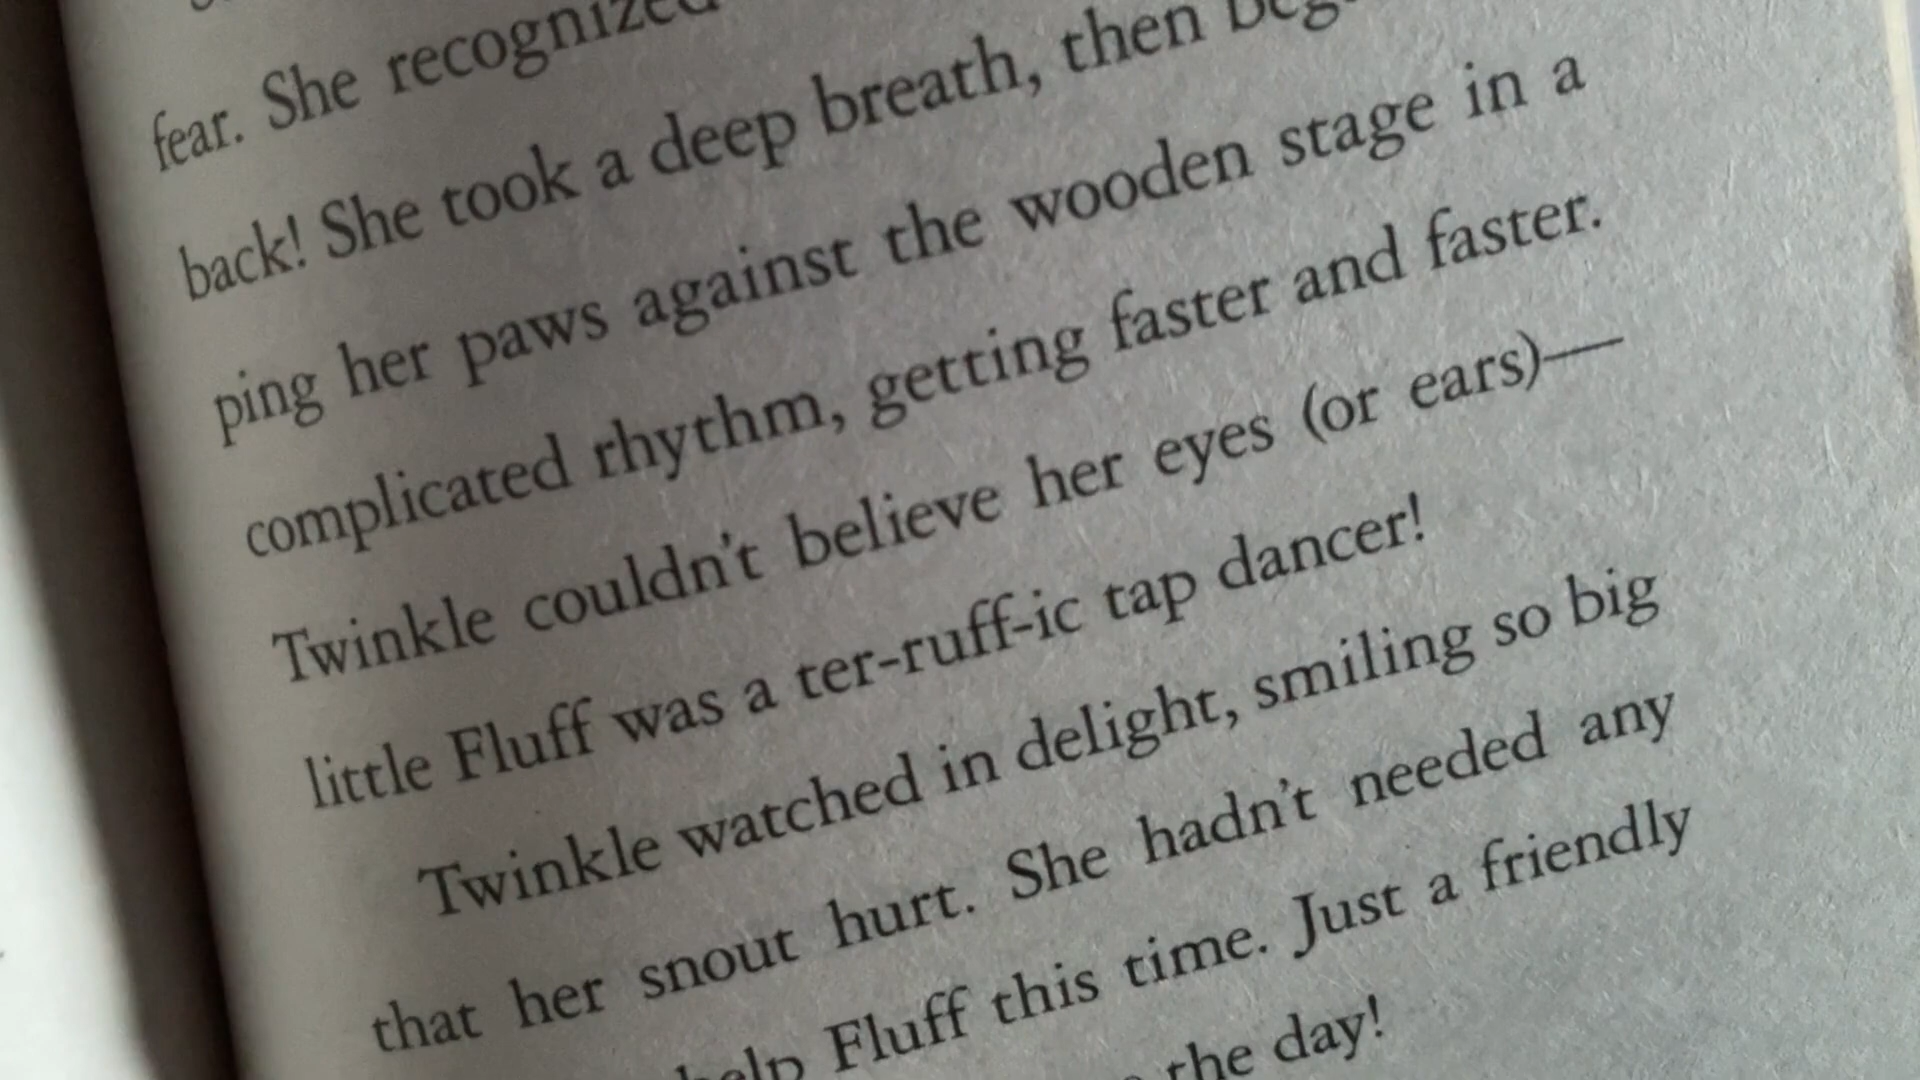 fear. She recognized
back! She took a deep breath, then
ping her paws against the wooden stage in a
complicated rhythm, getting faster and faster.
Twinkle couldn't believe her eyes (or ears)—
little Fluff was a ter-ruff-ic tap dancer!
Twinkle watched in delight, smiling so big
that her snout hurt. She hadn't needed any
help Fluff this time. Just a friendly
the day!